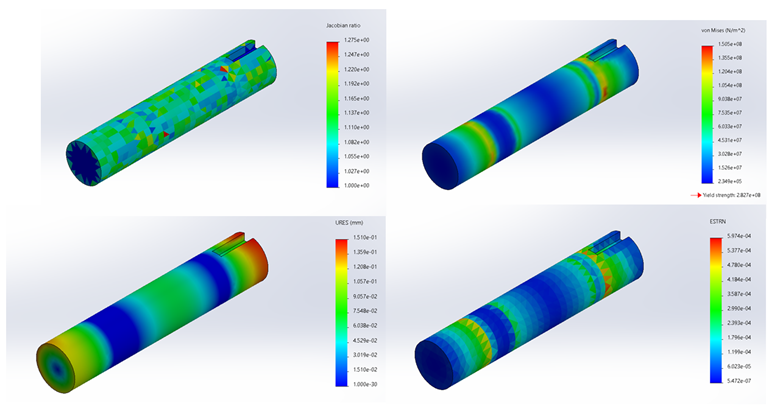 Jacobian ratio
1.275e+00
1.247e+00
1.220e+00
1.192e+00
1.165e+00
1.137e+00
1.110e+00
1.082e+00
1.055e+00
1.027e+00
1.000e+00
von Mises (N/m^2)
1.505e+08
1.355e+08
1.204e+08
1.054e+08
9.038e+07
7.535e+07
6.033e+07
4.531e+07
3.028e+07
1.526e+07
2.349e+05
Yield strength: 2.827e+08
URES (mm)
1.510e-01
1.359e-01
1.208e-01
1.057e-01
9.057e-02
7.548e-02
6.038e-02
4.529e-02
3.019e-02
1.510e-02
1.000e-30
ESTRN
5.974e-04
5.377e-04
4.780e-04
4.184e-04
3.587e-04
2.990e-04
2.393e-04
1.796e-04
1.199e-04
6.023e-05
5.472e-07